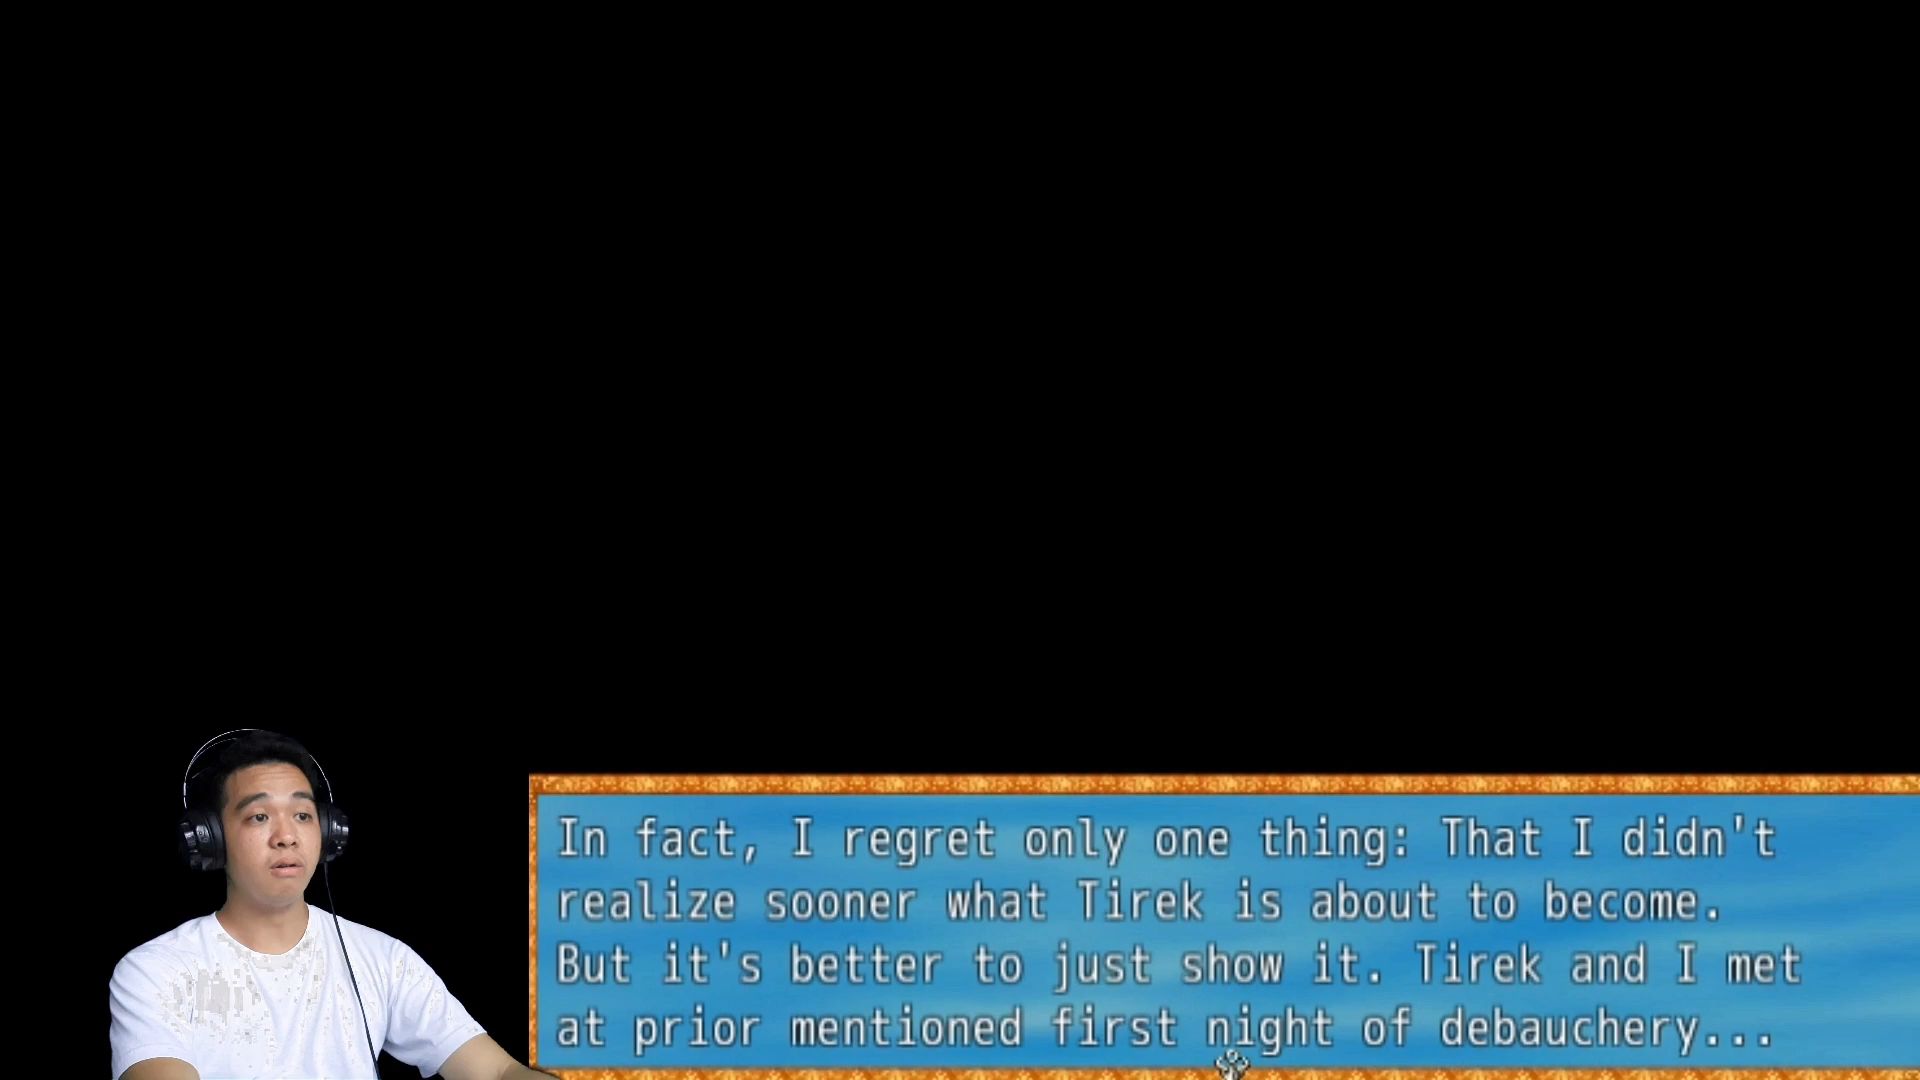 In fact, I regret only one thing: That I didn't
realize sooner what Tirek is about to become.
But it's better to just show it. Tirek and I met
at prior mentioned first night of debauchery...